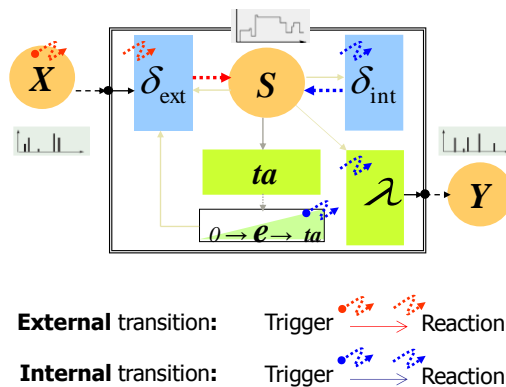 X
δext
S
δint
ta
λ
Y
0 → e → ta
External transition: Trigger Reaction
Internal transition: Trigger Reaction